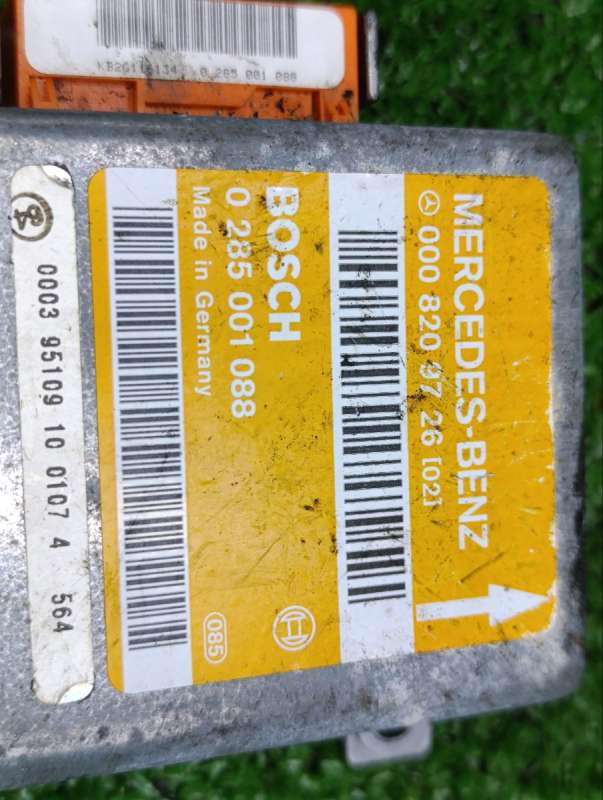 0 285 001 088
MERCEDES-BENZ
000 820 97 26 [02]
BOSCH
0 285 001 088
Made in Germany
085
0003 95109 10 0107 4 564